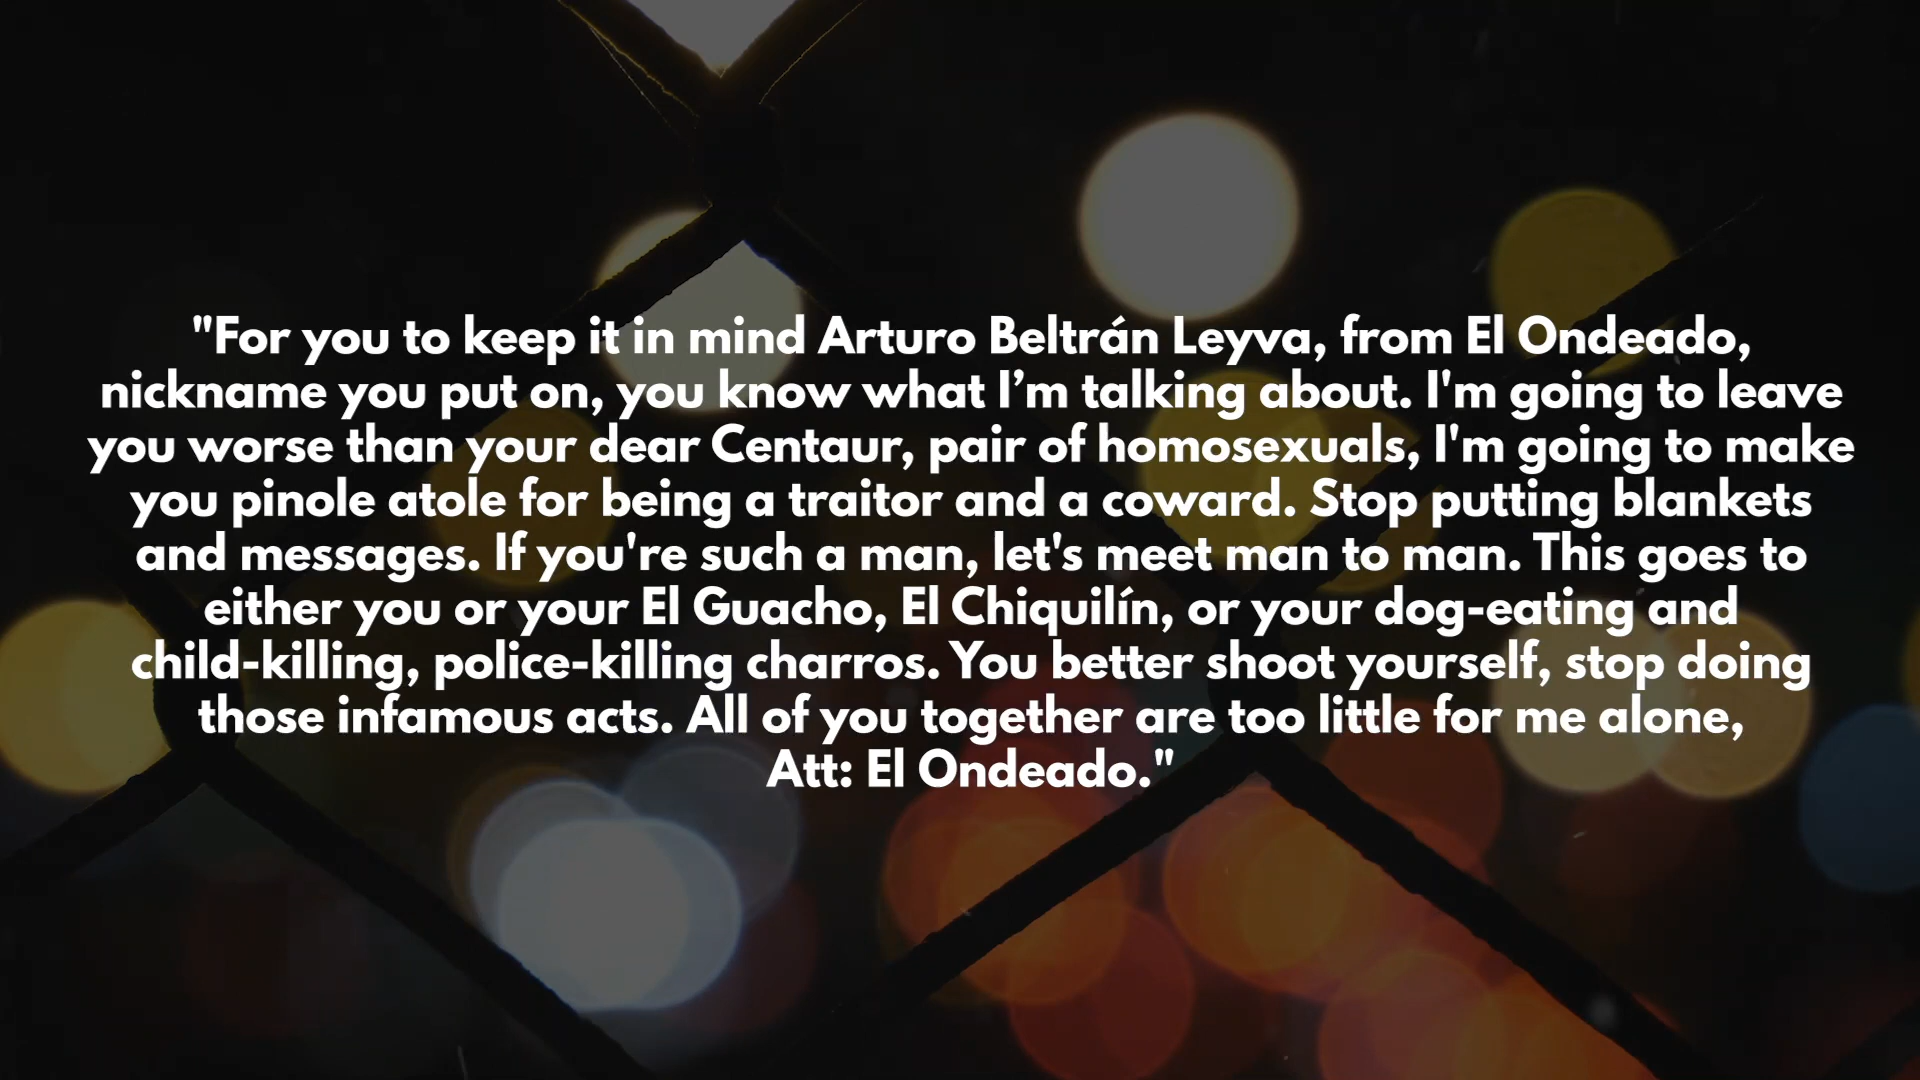 "For you to keep it in mind Arturo Beltrán Leyva, from El Ondeado,
nickname you put on, you know what I’m talking about. I'm going to leave
you worse than your dear Centaur, pair of homosexuals, I'm going to make
you pinole atole for being a traitor and a coward. Stop putting blankets
and messages. If you're such a man, let's meet man to man. This goes to
either you or your El Guacho, El Chiquilín, or your dog-eating and
child-killing, police-killing charros. You better shoot yourself, stop doing
those infamous acts. All of you together are too little for me alone,
Att: El Ondeado."